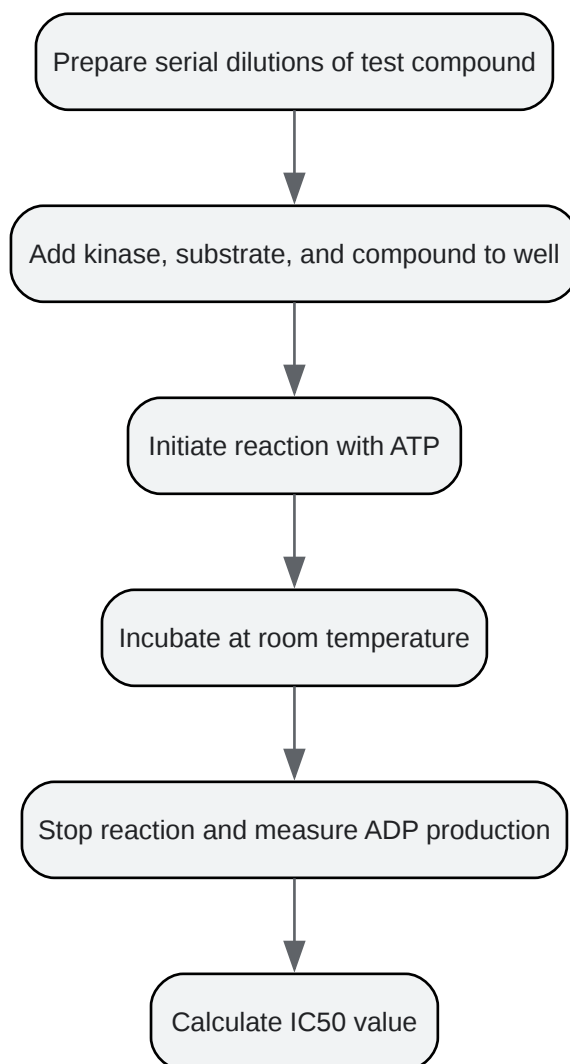 Prepare serial dilutions of test compound
Add kinase, substrate, and compound to well
Initiate reaction with ATP
Incubate at room temperature
Stop reaction and measure ADP production
Calculate IC50 value